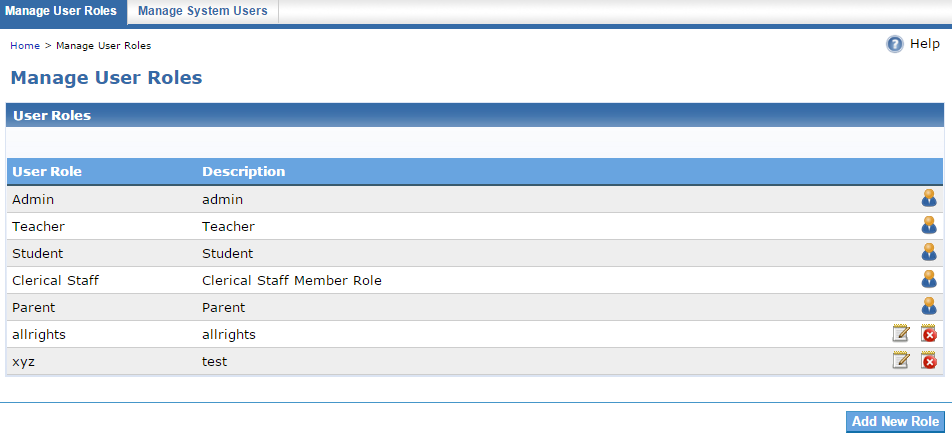 Manage User Roles Manage System Users
Home > Manage User Roles
? Help
Manage User Roles
User Roles
User Role Description
Admin admin
Teacher Teacher
Student Student
Clerical Staff Clerical Staff Member Role
Parent Parent
allrights allrights
xyz test
Add New Role